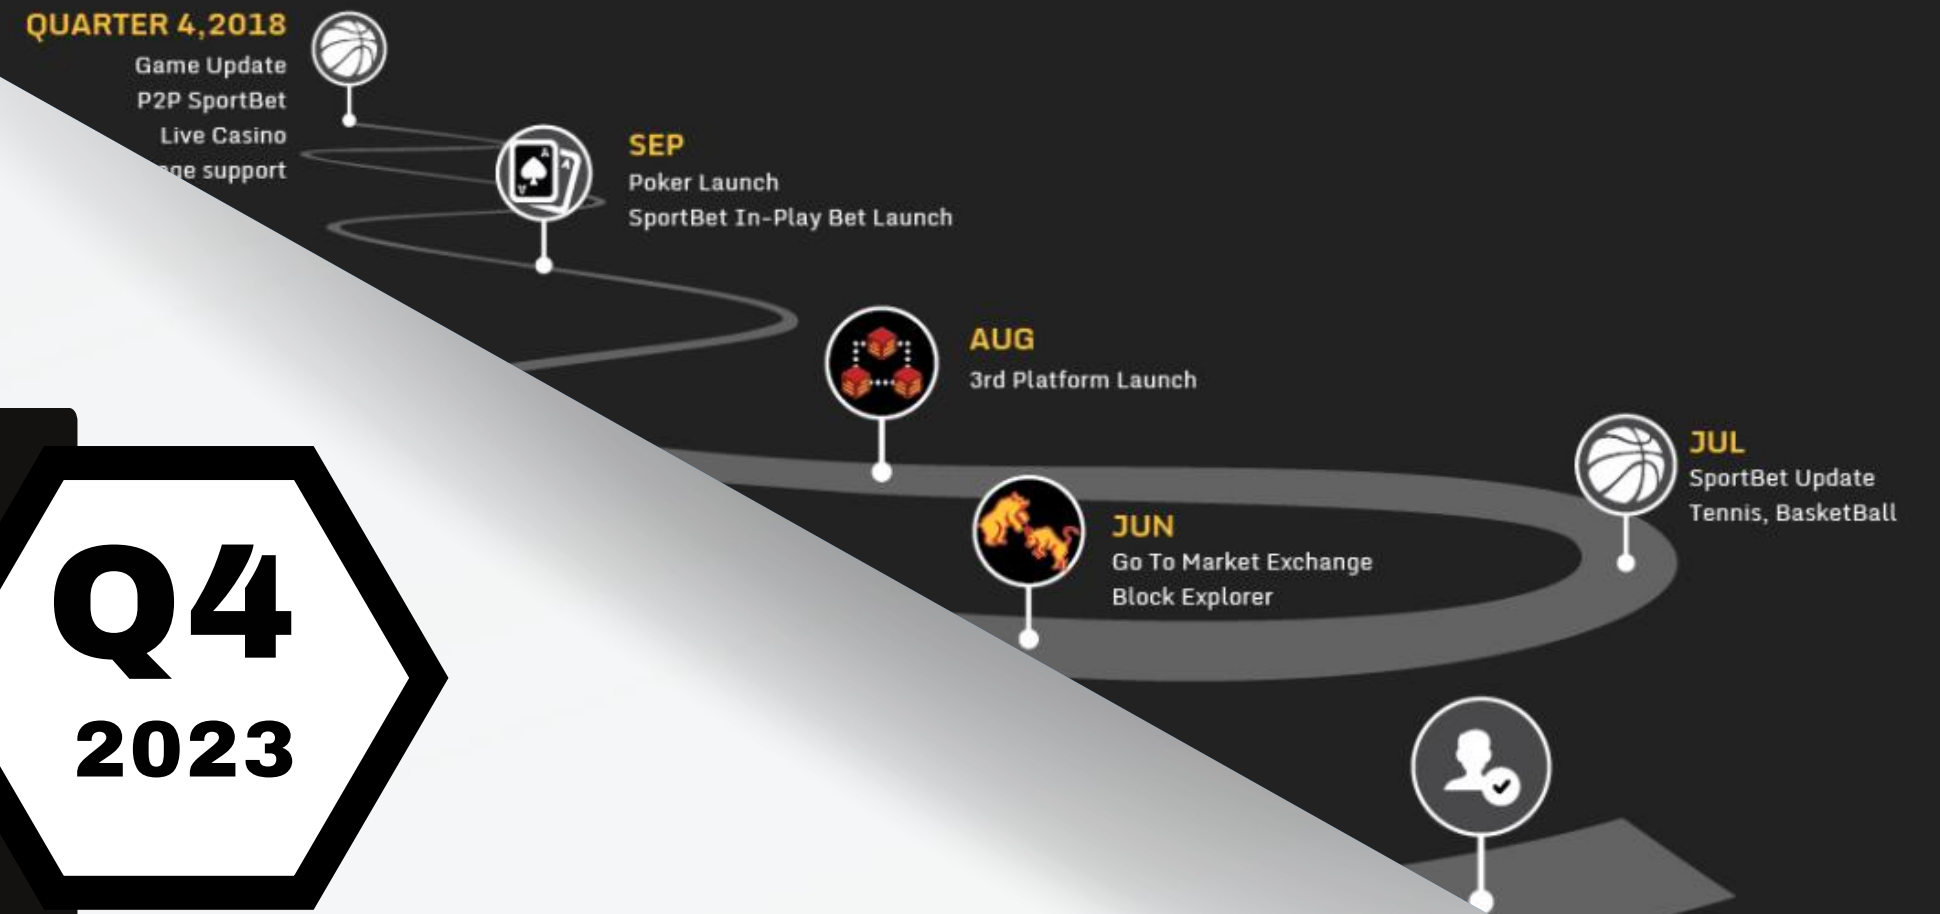 QUARTER 4,2018
Game Update
P2P SportBet
Live Casino
support
SEP
Poker Launch
SportBet In-Play Bet Launch
AUG
3rd Platform Launch
JUL
SportBet Update
Tennis, BasketBall
JUN
Go To Market Exchange
Block Explorer
Q4
2023